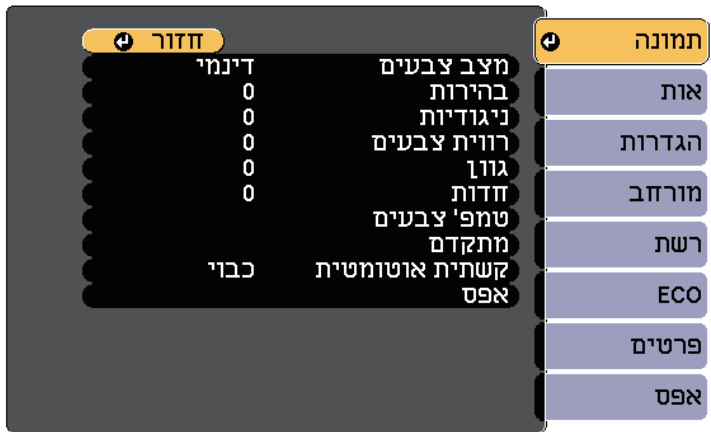 תמונה
אות
הגדרות
מורחב
רשת
ECO
פרטים
אפס
חזור
מצב צבעים דינמי
בהירות 0
ניגודיות 0
רווית צבעים 0
גוון 0
חדות 0
טמפ' צבעים
מתקדם
קשתית אוטומטית כבוי
אפס